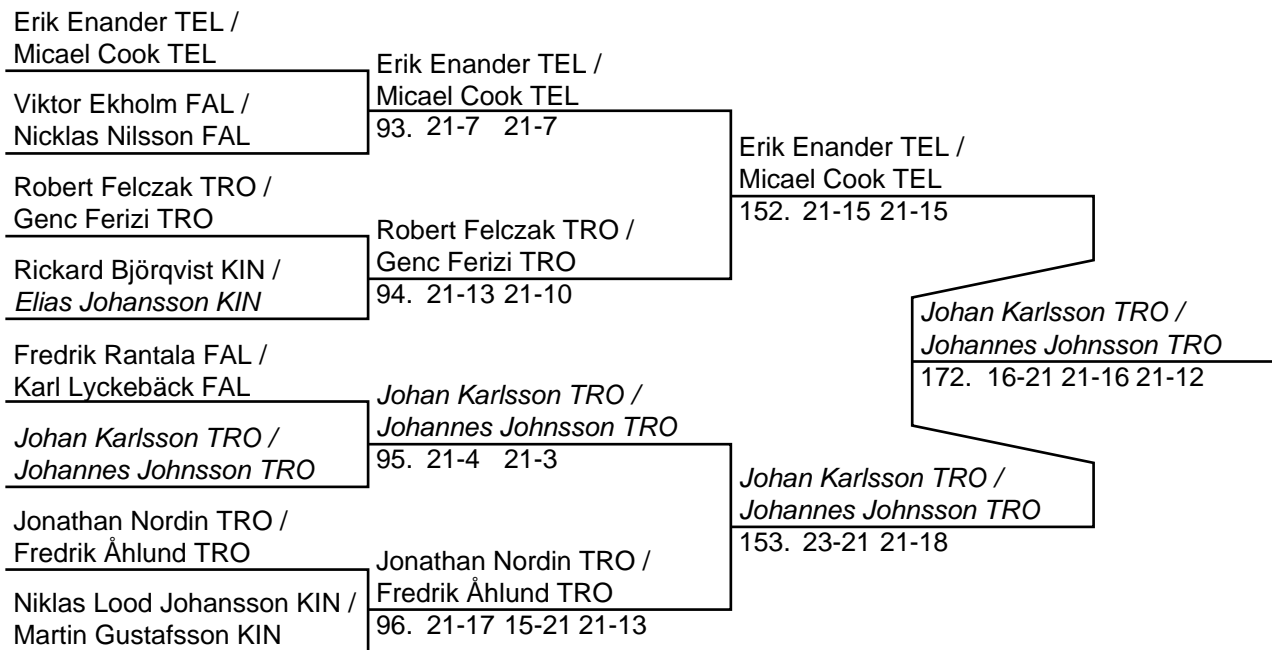 Erik Enander TEL /
Micael Cook TEL
Viktor Ekholm FAL /
Nicklas Nilsson FAL
Robert Felczak TRO /
Genc Ferizi TRO
Rickard Björqvist KIN /
Elias Johansson KIN
Fredrik Rantala FAL /
Karl Lyckebäck FAL
Johan Karlsson TRO /
Johannes Johnsson TRO
Jonathan Nordin TRO /
Fredrik Åhlund TRO
Niklas Lood Johansson KIN /
Martin Gustafsson KIN
Erik Enander TEL /
Micael Cook TEL
93. 21-7 21-7
Robert Felczak TRO /
Genc Ferizi TRO
94. 21-13 21-10
Johan Karlsson TRO /
Johannes Johnsson TRO
95. 21-4 21-3
Jonathan Nordin TRO /
Fredrik Åhlund TRO
96. 21-17 15-21 21-13
Erik Enander TEL /
Micael Cook TEL
152. 21-15 21-15
Johan Karlsson TRO /
Johannes Johnsson TRO
153. 23-21 21-18
Johan Karlsson TRO /
Johannes Johnsson TRO
172. 16-21 21-16 21-12